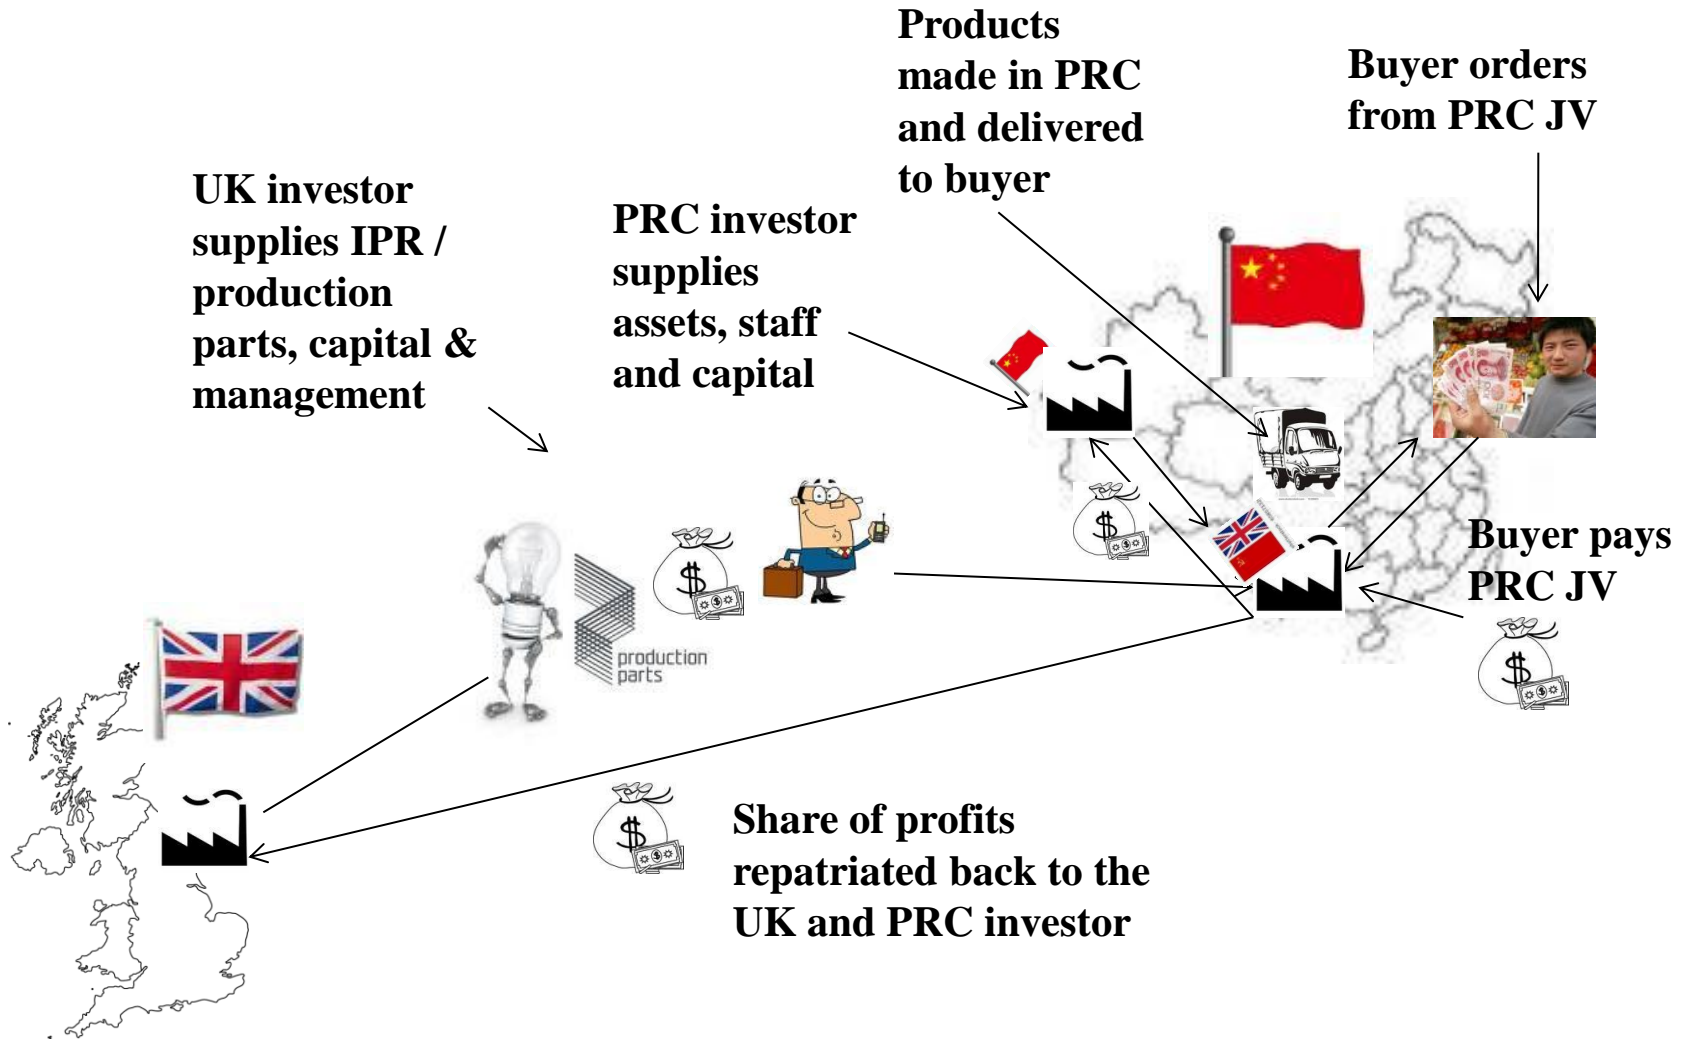 Products
made in PRC
and delivered
to buyer
Buyer orders
from PRC JV
UK investor
supplies IPR /
production
parts, capital &
management
PRC investor
supplies
assets, staff
and capital
Buyer pays
PRC JV
production
parts
Share of profits
repatriated back to the
UK and PRC investor